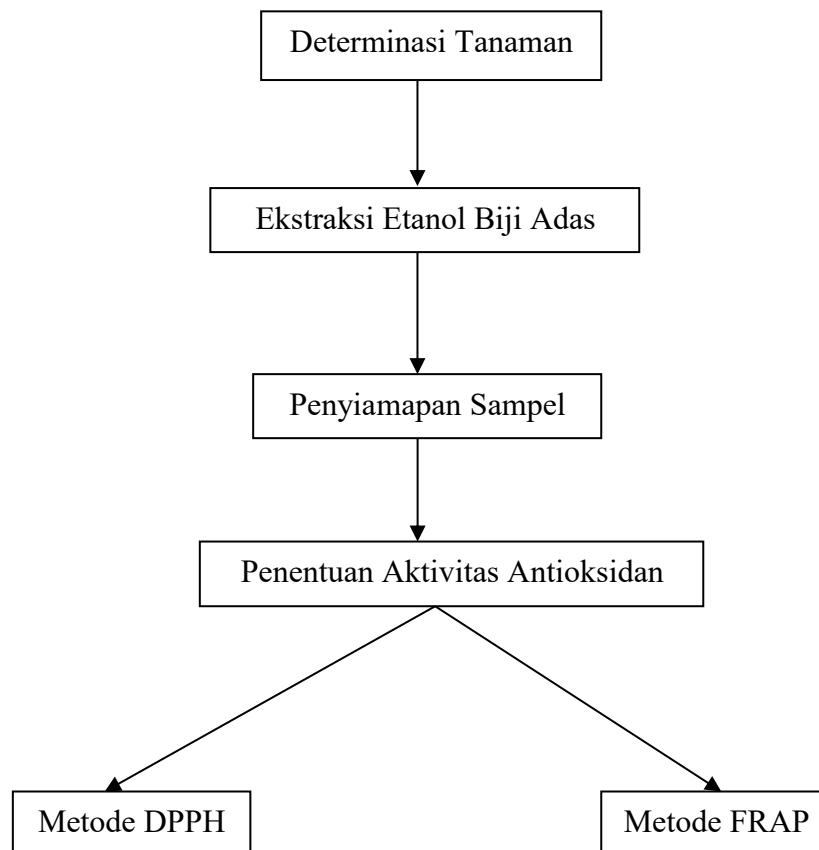 Determinasi Tanaman
Ekstraksi Etanol Biji Adas
Penyiamapan Sampel
Penentuan Aktivitas Antioksidan
Metode DPPH
Metode FRAP